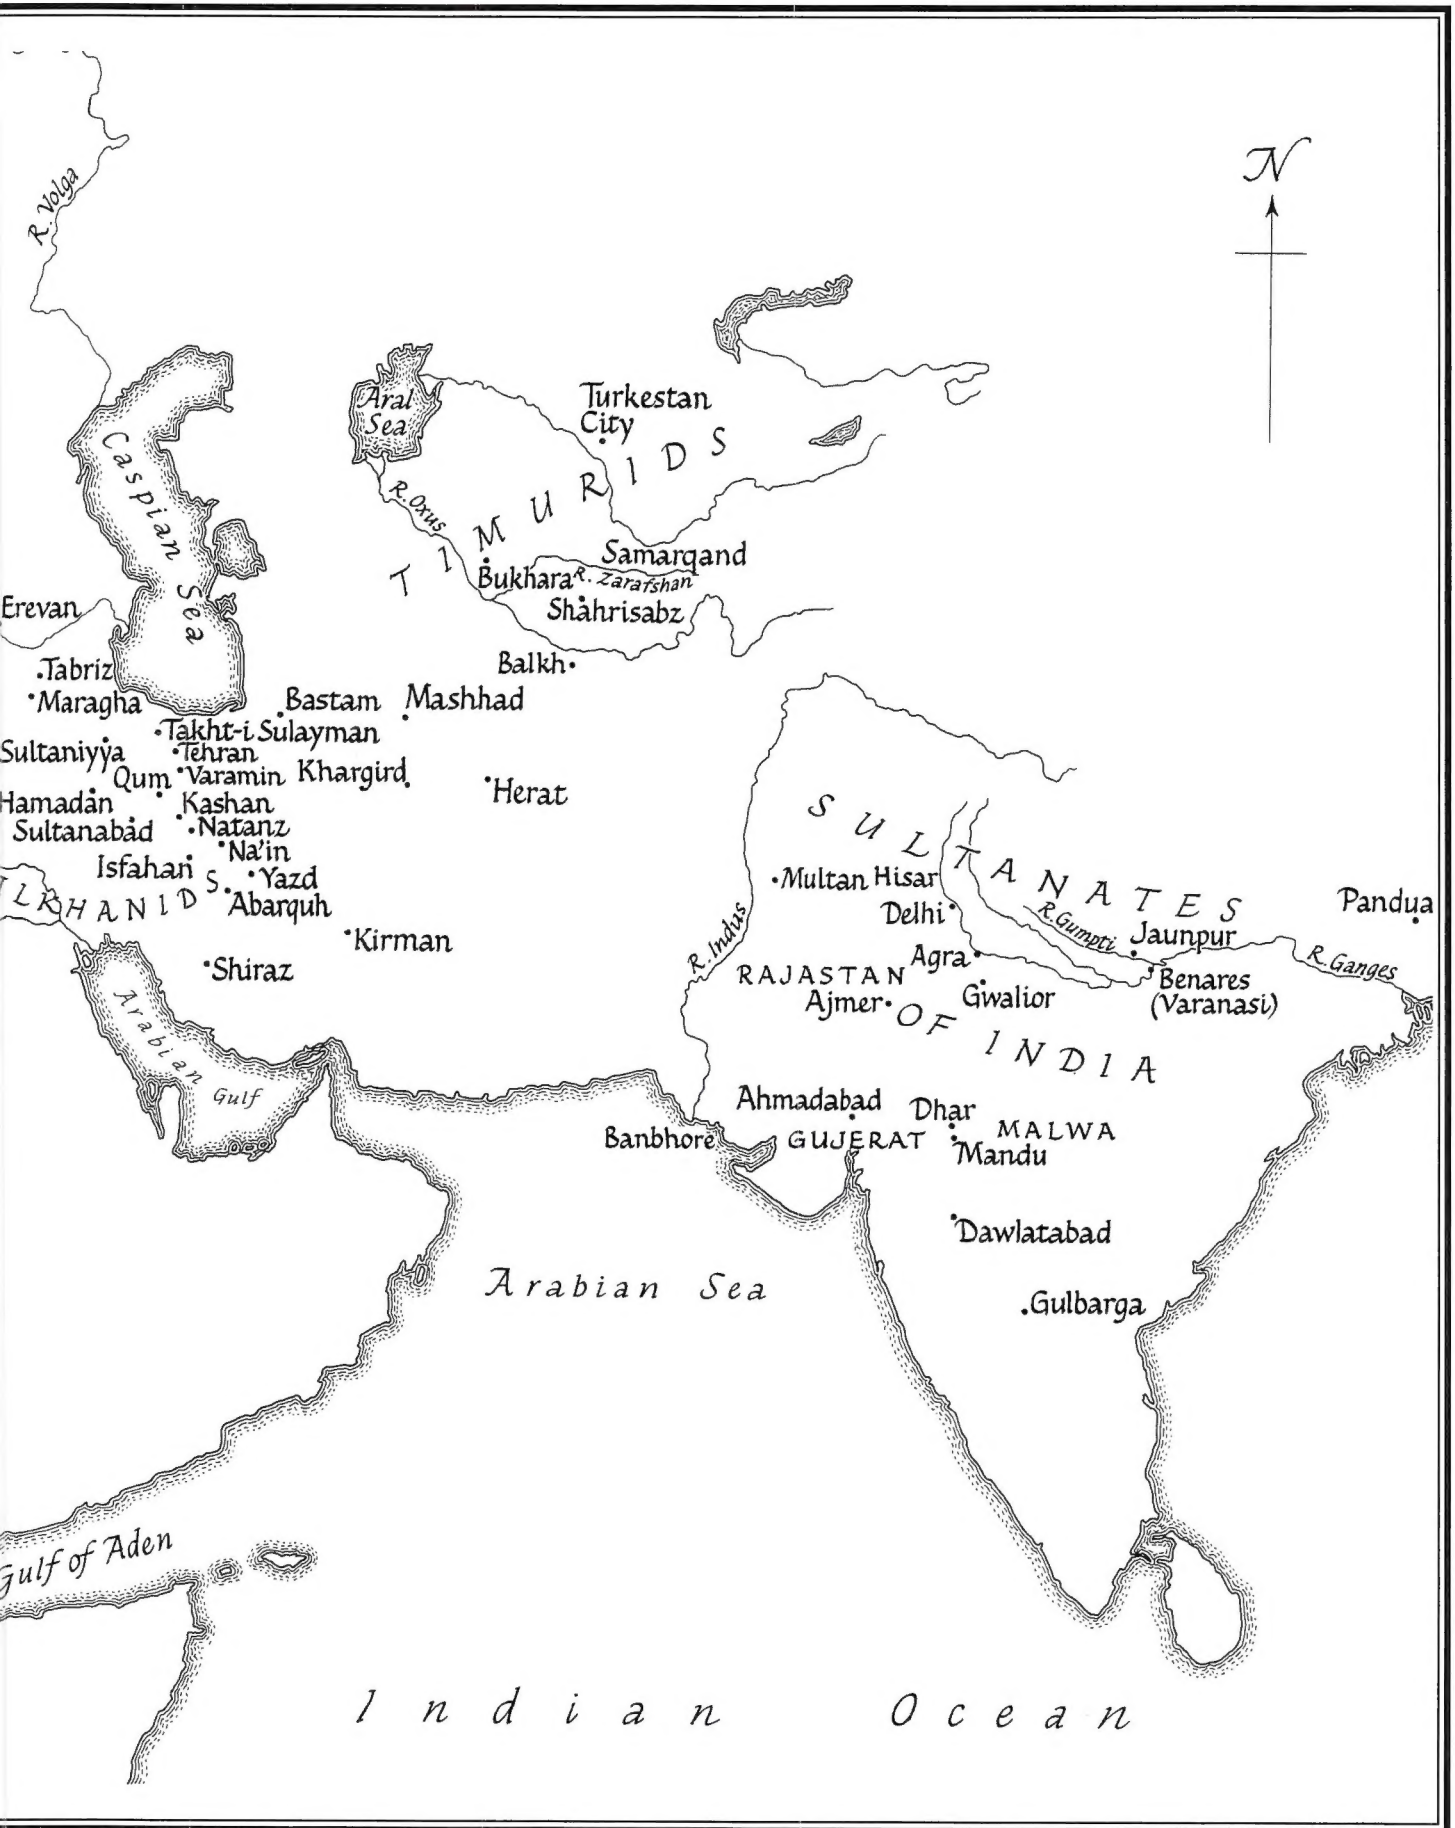 N
R. Volga
Aral
Sea
Turkestan
City
Caspian Sea
TIMURIDS
R. Oxus
Samarqand
Bukhara
R. Zarafshan
Shahrisabz
Erevan
Balkh
Tabriz
Maragha
Bastam
Mashhad
Takht-i Sulayman
Sultaniyya
Tehran
Qum
Varamin
Khargird
Herat
Hamadan
Kashan
Sultanabad
Natanz
Na'in
Isfahan
Yazd
ILKHANIDS
Abarquh
Kirman
Shiraz
SULTANATES
OF INDIA
Multan
Hisar
Delhi
R. Gumpti
Jaunpur
Pandua
R. Indus
Agra
R. Ganges
RAJASTAN
Benares
(Varanasi)
Ajmer
Gwalior
Arabian
Gulf
Ahmadabad
Dhar
MALWA
Banbhore
GUJERAT
Mandu
Dawlatabad
Arabian Sea
Gulbarga
Gulf of Aden
Indian Ocean